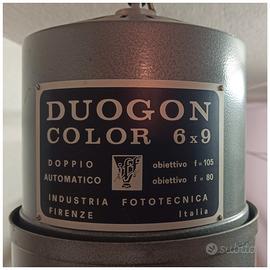 DUOGON
COLOR 6x9
DOPPIO obiettivo f=105
AUTOMATICO obiettivo f=80
INDUSTRIA FOTOTECNICA
FIRENZE Italia
subito